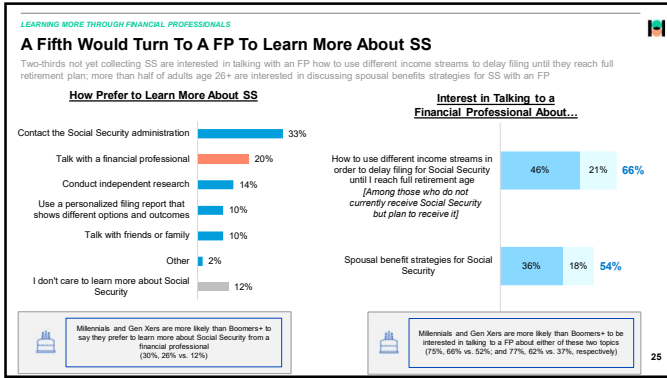 LEARNING MORE THROUGH FINANCIAL PROFESSIONALS
A Fifth Would Turn To A FP To Learn More About SS
Two-thirds not yet collecting SS are interested in talking with an FP how to use different income streams to delay filing until they reach full
retirement plan; more than half of adults age 26+ are interested in discussing spousal benefits strategies for SS with an FP
How Prefer to Learn More About SS
Contact the Social Security administration 33%
Talk with a financial professional 20%
Conduct independent research 14%
Use a personalized filing report that
shows different options and outcomes 10%
Talk with friends or family 10%
Other 2%
I don't care to learn more about Social
Security 12%
Millennials and Gen Xers are more likely than Boomers+ to
say they prefer to learn more about Social Security from a
financial professional
(30%, 26% vs. 12%)
Interest in Talking to a
Financial Professional About…
How to use different income streams in
order to delay filing for Social Security
until I reach full retirement age
[Among those who do not
currently receive Social Security
but plan to receive it]
46% 21% 66%
Spousal benefit strategies for Social
Security
36% 18% 54%
Millennials and Gen Xers are more likely than Boomers+ to be
interested in talking to a FP about either of these two topics
(75%, 66% vs. 52%; and 77%, 62% vs. 37%, respectively)
25